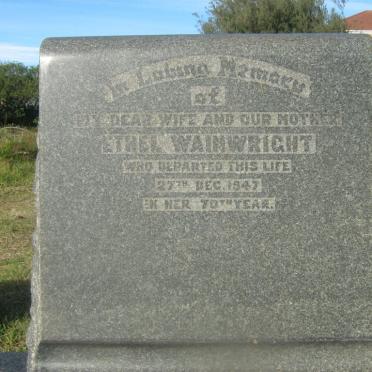 In Loving Memory
of
MY DEAR WIFE AND OUR MOTHER
ETHEL WAINWRIGHT
WHO DEPARTED THIS LIFE
27TH DEC. 1947
IN HER 70TH YEAR.